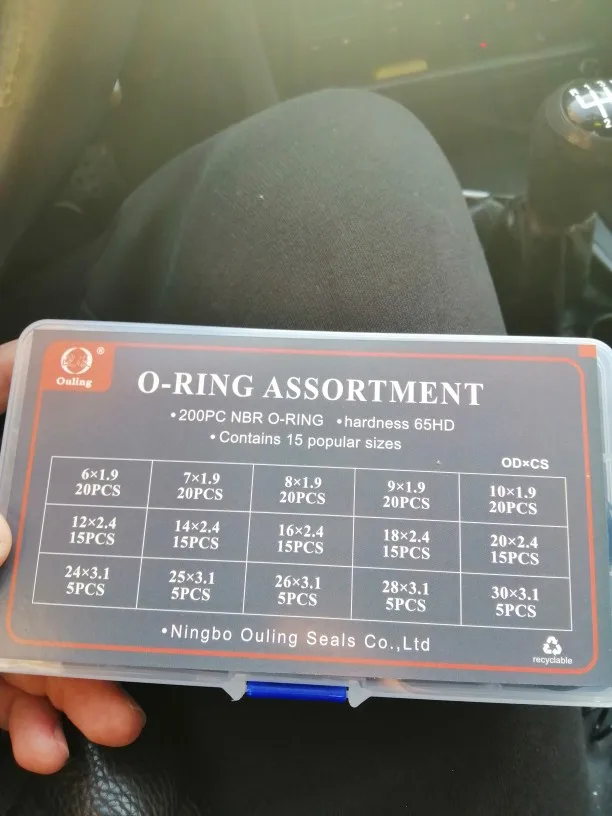 ®
Ouling
O-RING ASSORTMENT
•200PC NBR O-RING •hardness 65HD
•Contains 15 popular sizes
OD×CS
6×1.9 7×1.9 8×1.9 9×1.9 10×1.9
20PCS 20PCS 20PCS 20PCS 20PCS
12×2.4 14×2.4 16×2.4 18×2.4 20×2.4
15PCS 15PCS 15PCS 15PCS 15PCS
24×3.1 25×3.1 26×3.1 28×3.1 30×3.1
5PCS 5PCS 5PCS 5PCS 5PCS
•Ningbo Ouling Seals Co.,Ltd
recyclable